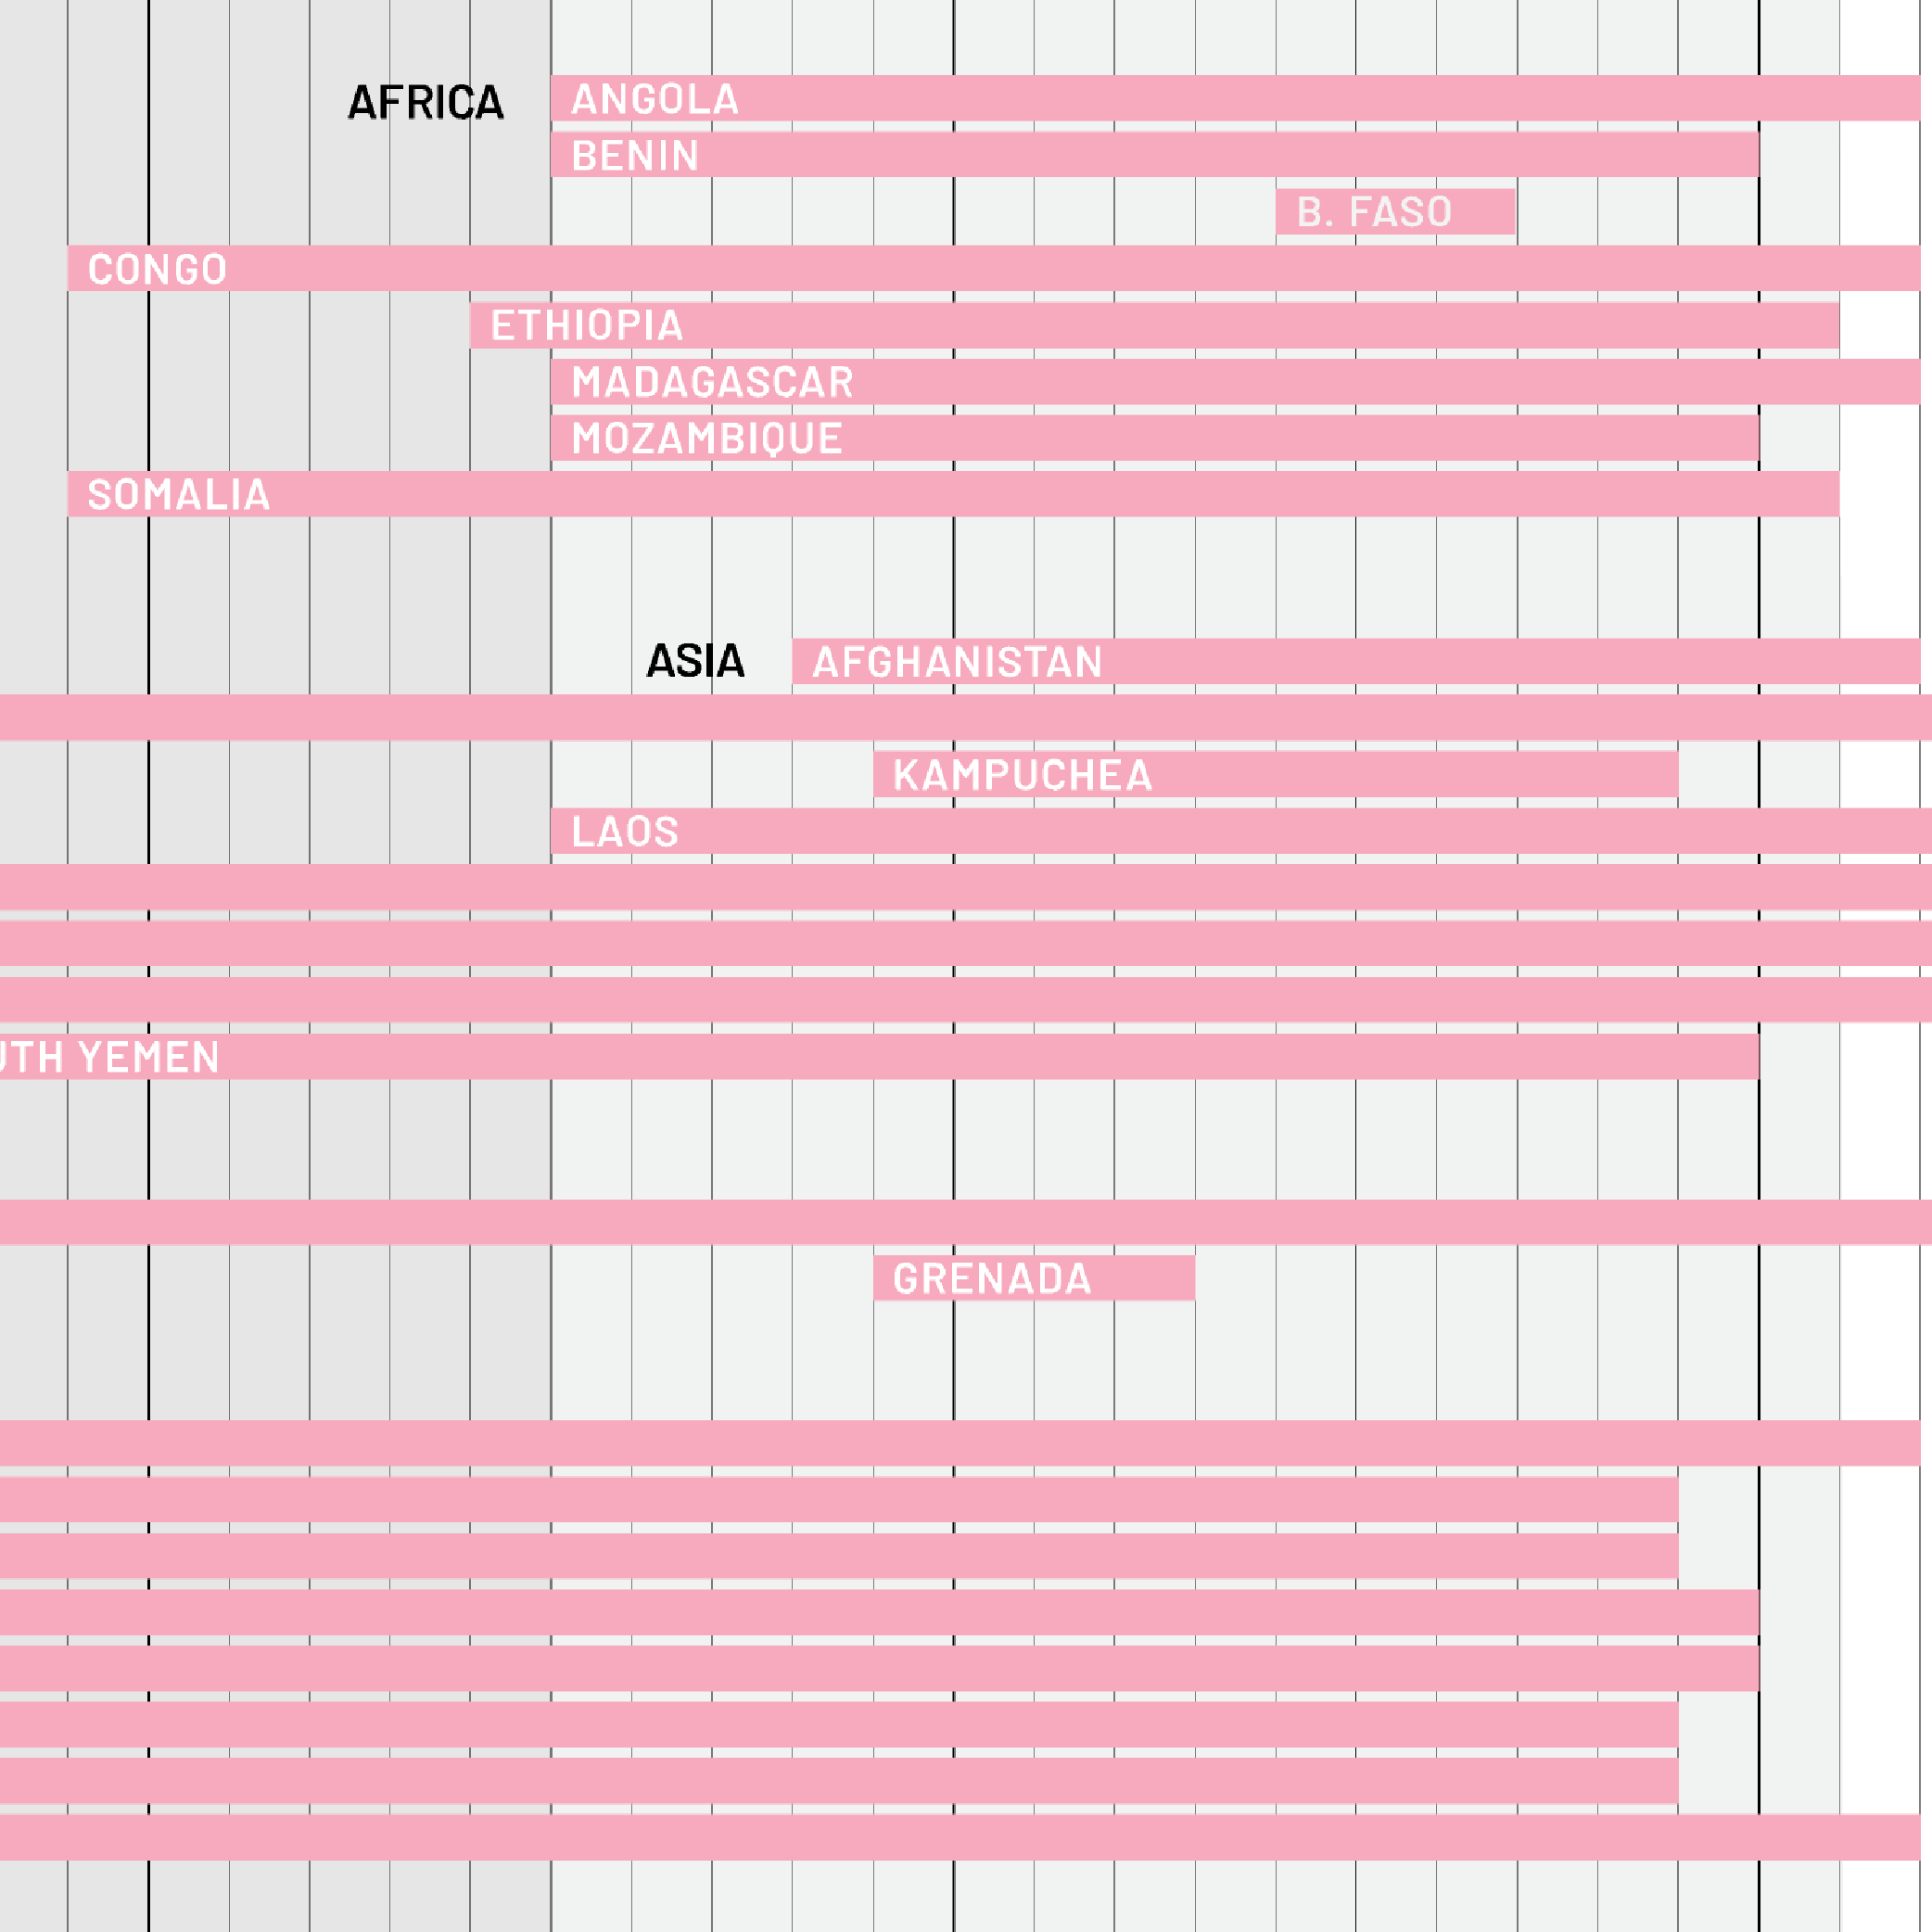 AFRICA
ANGOLA
BENIN
B. FASO
CONGO
ETHIOPIA
MADAGASCAR
MOZAMBIQUE
SOMALIA
ASIA
AFGHANISTAN
KAMPUCHEA
LAOS
UTH YEMEN
GRENADA